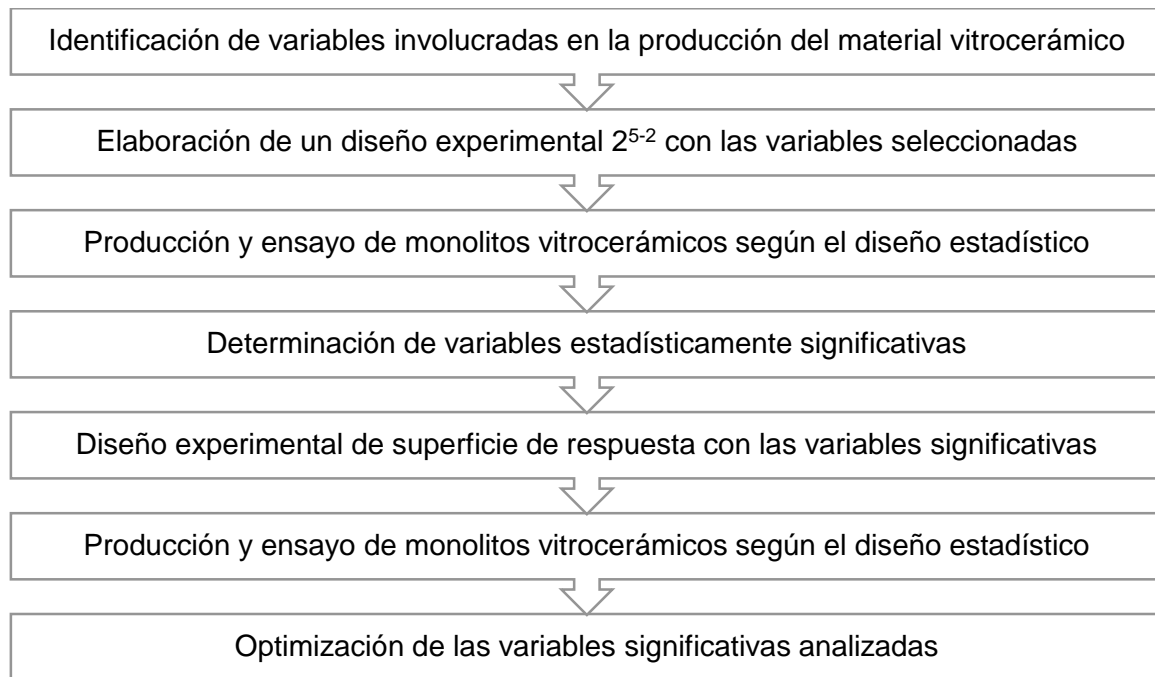 Identificación de variables involucradas en la producción del material vitrocerámico
Elaboración de un diseño experimental 2⁵⁻² con las variables seleccionadas
Producción y ensayo de monolitos vitrocerámicos según el diseño estadístico
Determinación de variables estadísticamente significativas
Diseño experimental de superficie de respuesta con las variables significativas
Producción y ensayo de monolitos vitrocerámicos según el diseño estadístico
Optimización de las variables significativas analizadas